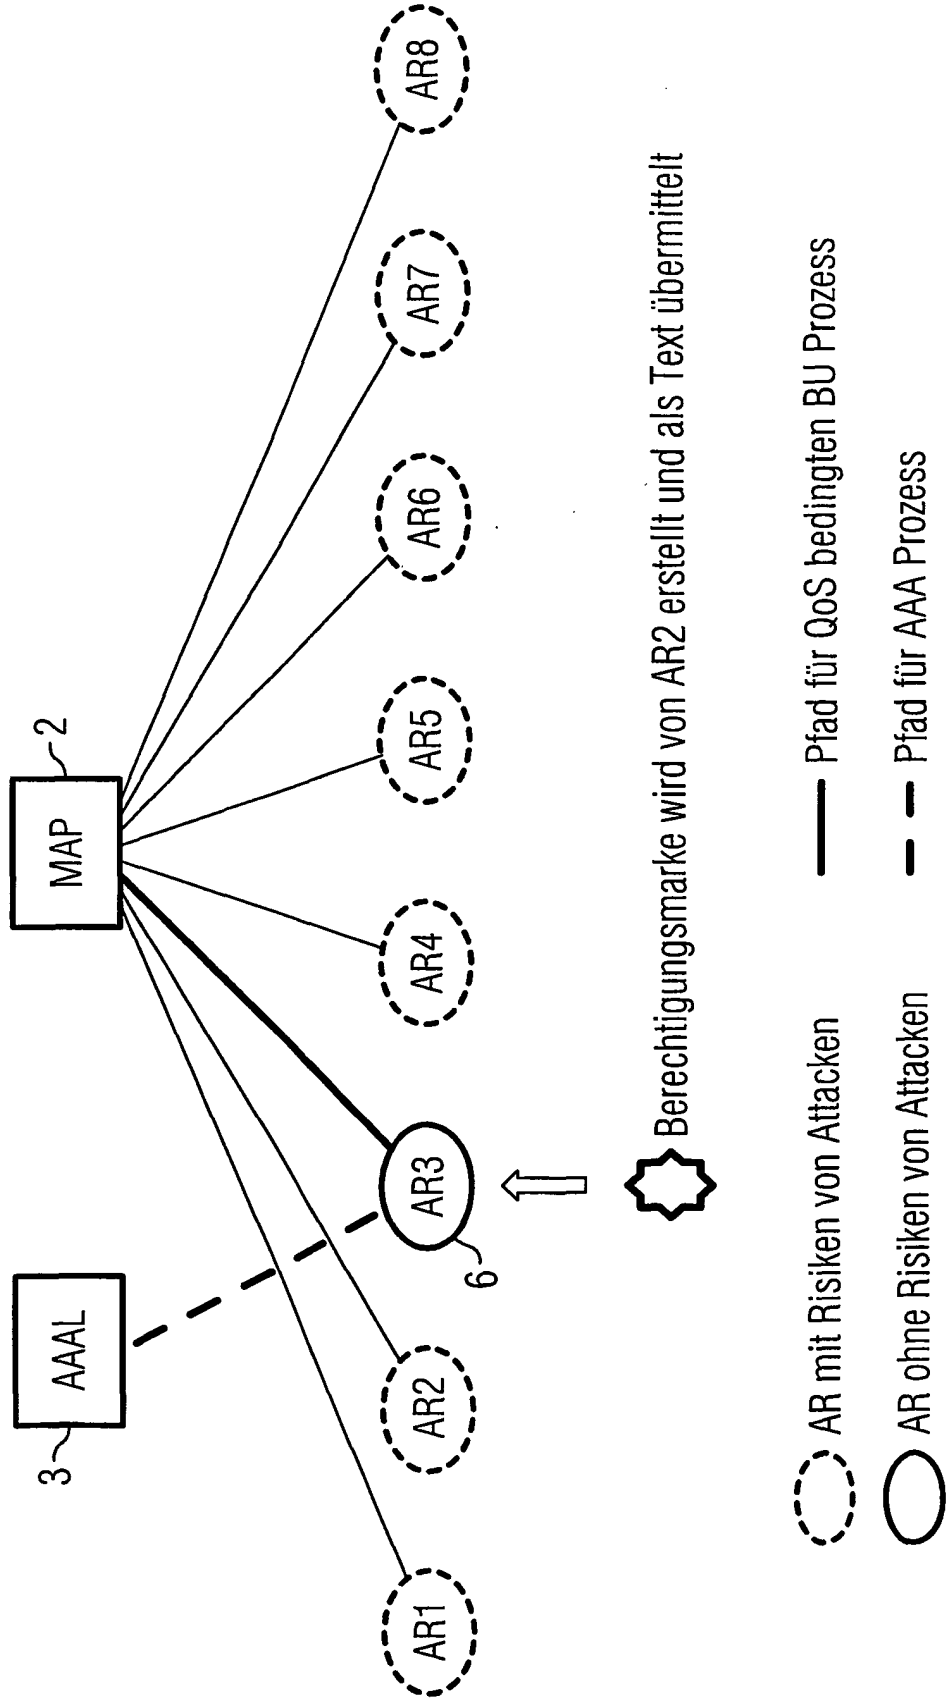 AAAL
3
MAP
2
AR1
AR2
AR3
6
AR4
AR5
AR6
AR7
AR8
Berechtigungsmarke wird von AR2 erstellt und als Text übermittelt
AR mit Risiken von Attacken
Pfad für QoS bedingten BU Prozess
AR ohne Risiken von Attacken
Pfad für AAA Prozess